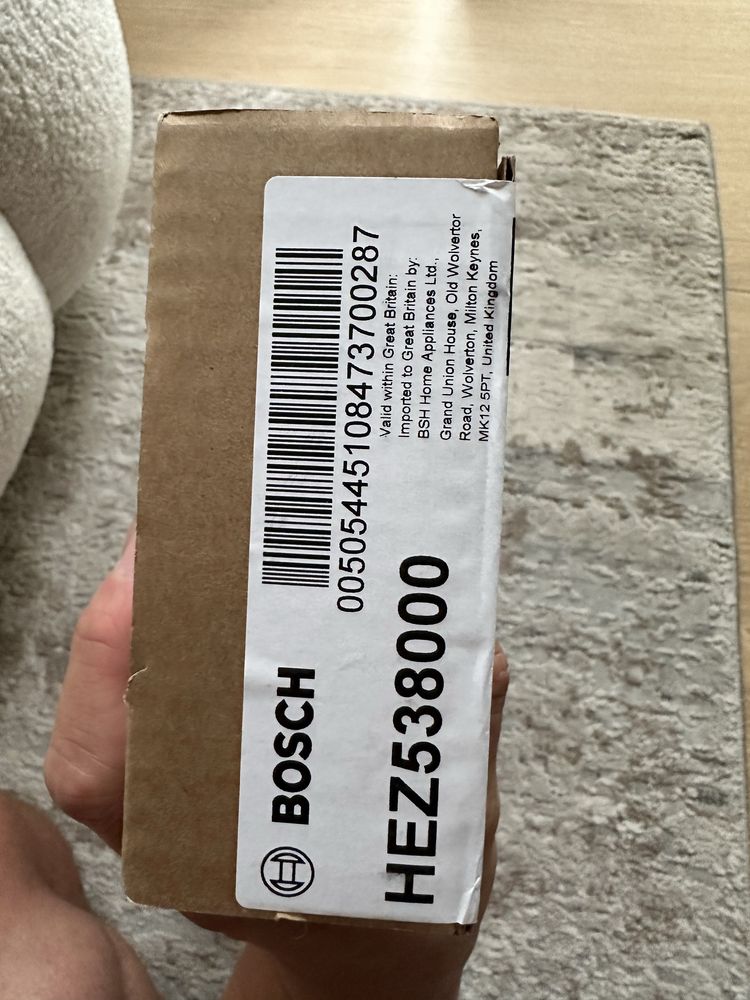 BOSCH
00505445108473700287
HEZ538000
Valid within Great Britain:
Imported to Great Britain by:
BSH Home Appliances Ltd.,
Grand Union House, Old Wolvertor
Road, Wolverton, Milton Keynes,
MK12 5PT, United Kingdom